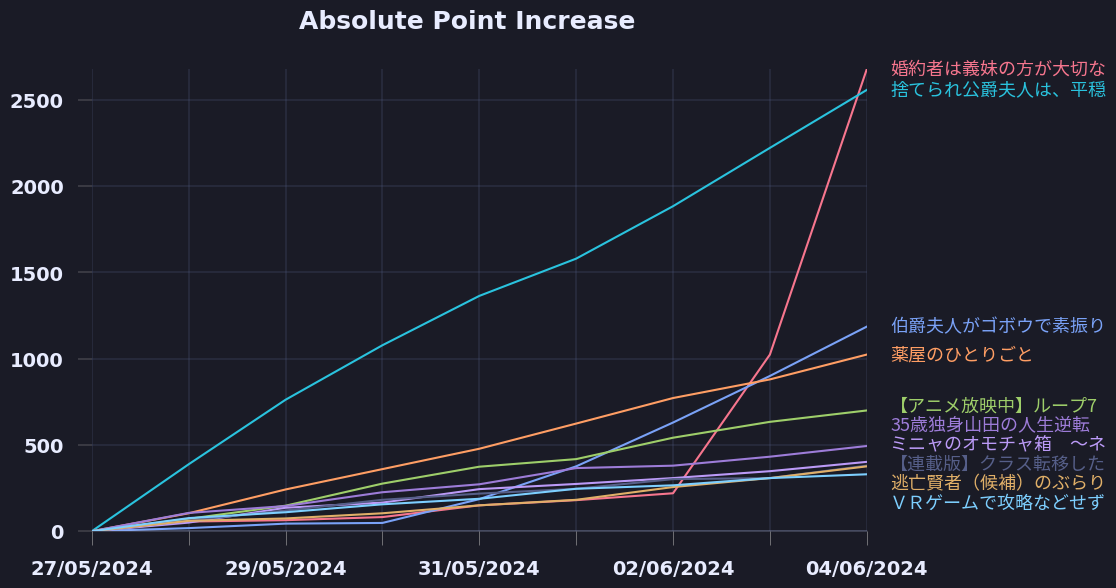 Absolute Point Increase
2500
2000
1500
1000
500
0
27/05/2024
29/05/2024
31/05/2024
02/06/2024
04/06/2024
婚約者は義妹の方が大切な
捨てられ公爵夫人は、平穏
伯爵夫人がゴボウで素振り
薬屋のひとりごと
【アニメ放映中】ループ7
35歳独身山田の人生逆転
ミニャのオモチャ箱　～ネ
【連載版】クラス転移した
逃亡賢者（候補）のぶらり
ＶＲゲームで攻略などせず